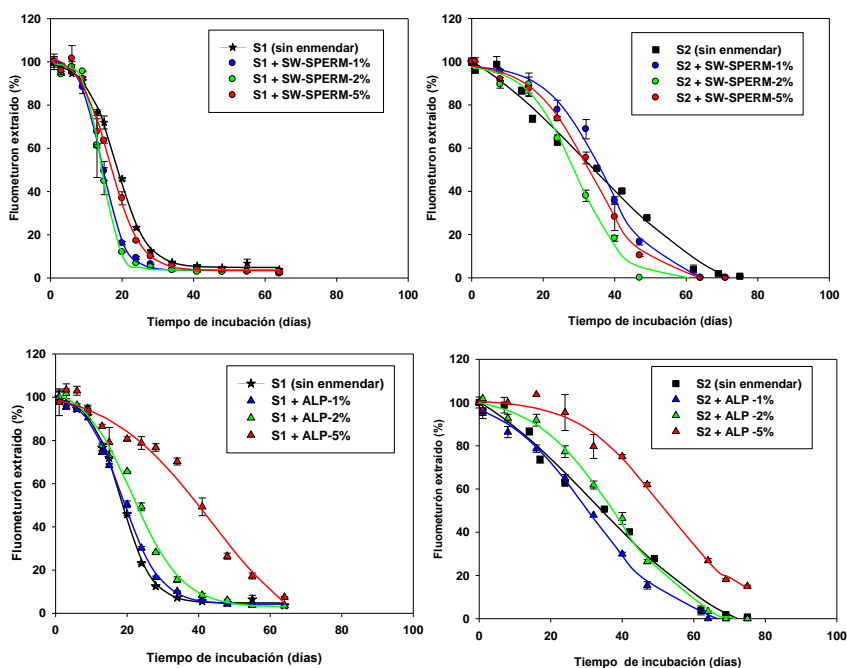 120
100
80
60
40
20
0
Fluometuron extraído (%)
S1 (sin enmendar)
S1 + SW-SPERM-1%
S1 + SW-SPERM-2%
S1 + SW-SPERM-5%
0 20 40 60 80 100
Tiempo de incubación (días)
120
100
80
60
40
20
0
Fluometuron extraído (%)
S2 (sin enmendar)
S2 + SW-SPERM-1%
S2 + SW-SPERM-2%
S2 + SW-SPERM-5%
0 20 40 60 80 100
Tiempo de incubación (días)
120
100
80
60
40
20
0
Fluometurón extraído (%)
S1 (sin enmendar)
S1 + ALP-1%
S1 + ALP-2%
S1 + ALP-5%
0 20 40 60 80 100
Tiempo de incubación (días)
120
100
80
60
40
20
0
Fluometurón extraído (%)
S2 (sin enmendar)
S2 + ALP -1%
S2 + ALP -2%
S2 + ALP -5%
0 20 40 60 80 100
Tiempo de incubación (días)